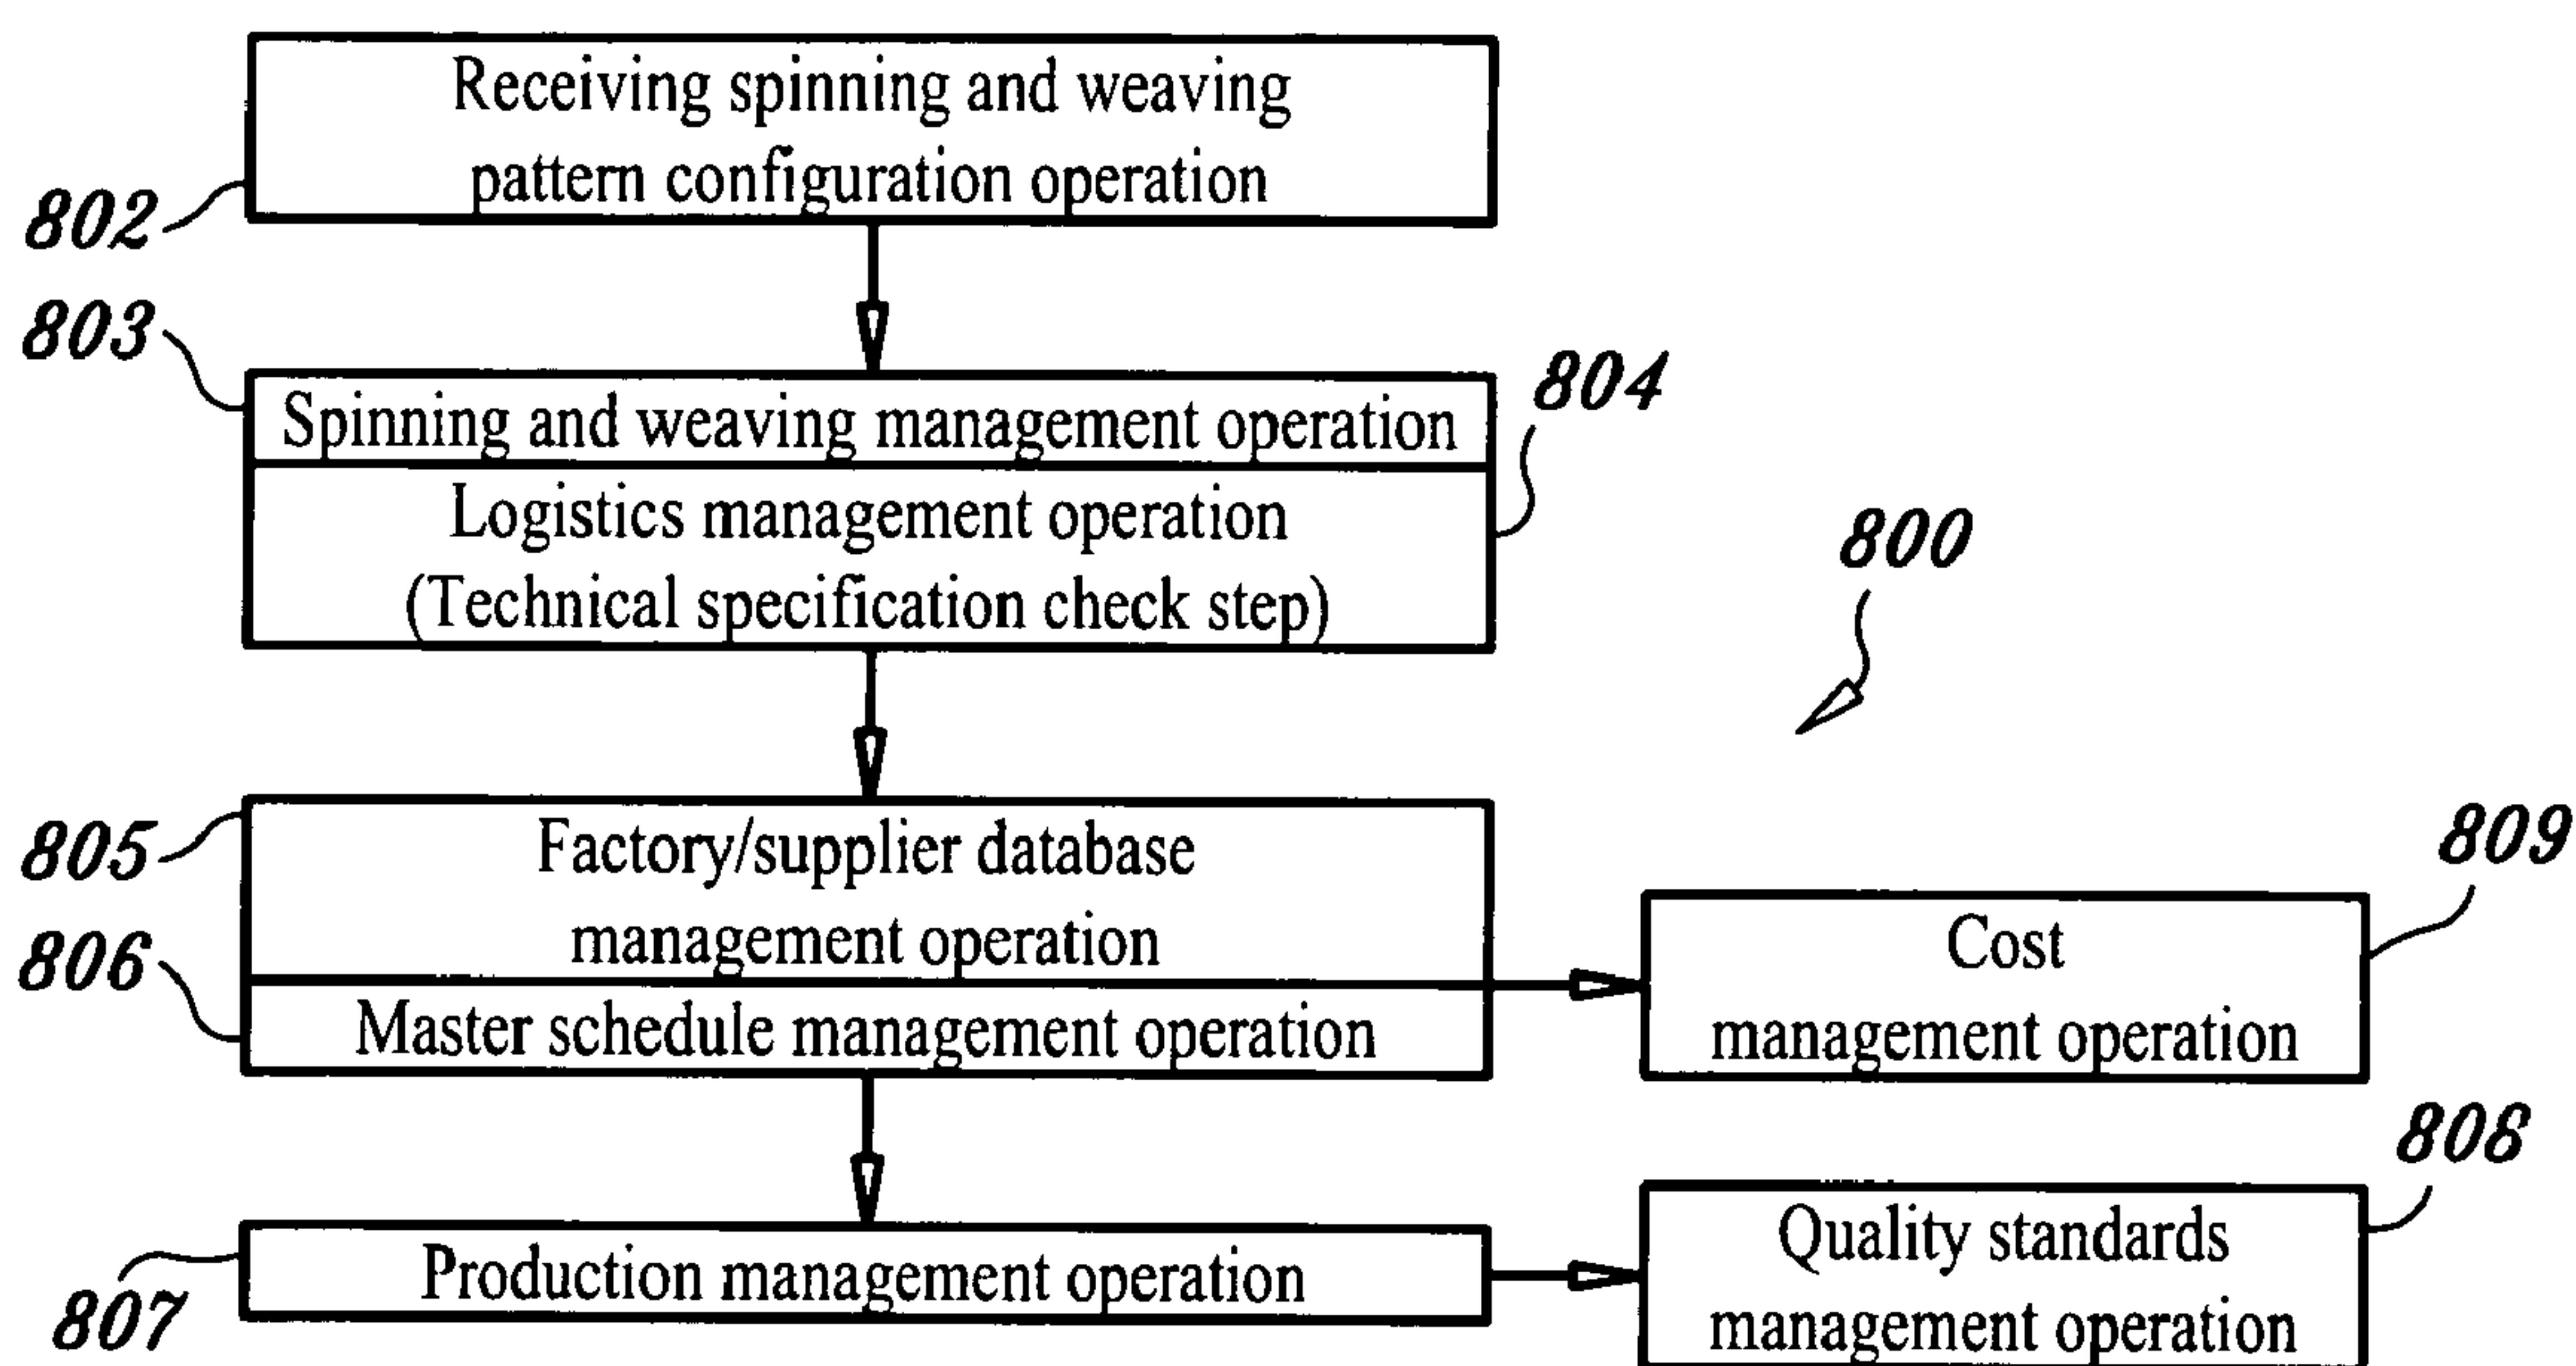 Receiving spinning and weaving
pattern configuration operation
802
803
Spinning and weaving management operation
804
Logistics management operation
(Technical specification check step)
800
805
Factory/supplier database
management operation
806
Master schedule management operation
809
Cost
management operation
807
Production management operation
808
Quality standards
management operation